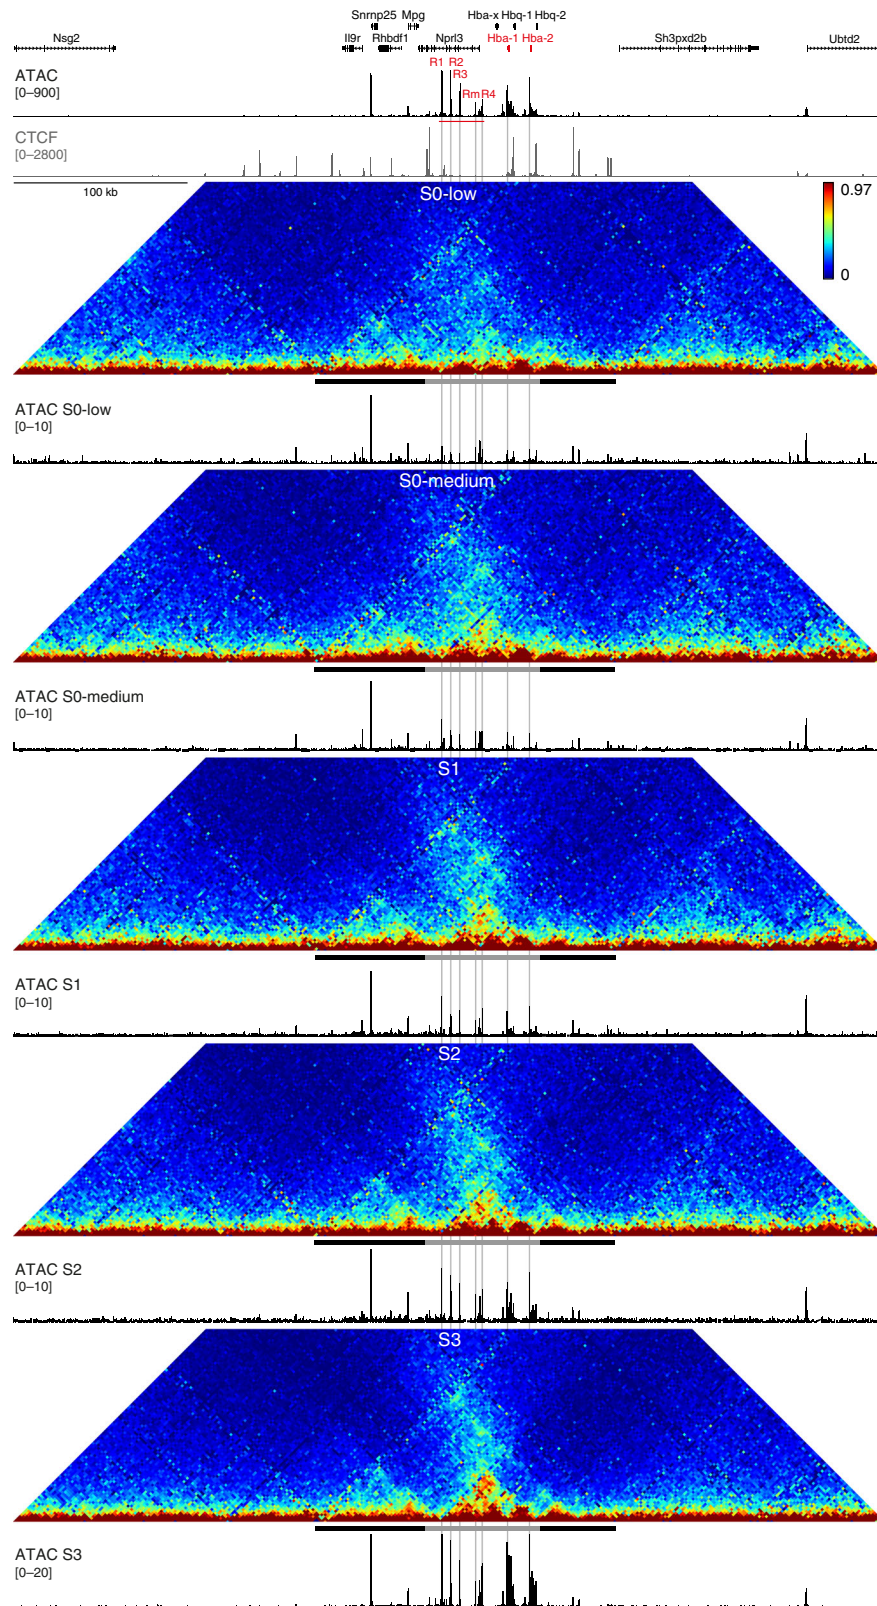 Snrnp25 Mpg Hba-x Hbq-1 Hbq-2
Nsg2 Il9r Rhbdf1 Nprl3 Hba-1 Hba-2 Sh3pxd2b Ubtd2
R1 R2
ATAC R3
[0–900] Rm R4
CTCF
[0–2800]
100 kb S0-low 0.97
0
ATAC S0-low
[0–10]
S0-medium
ATAC S0-medium
[0–10]
S1
ATAC S1
[0–10]
S2
ATAC S2
[0–10]
S3
ATAC S3
[0–20]